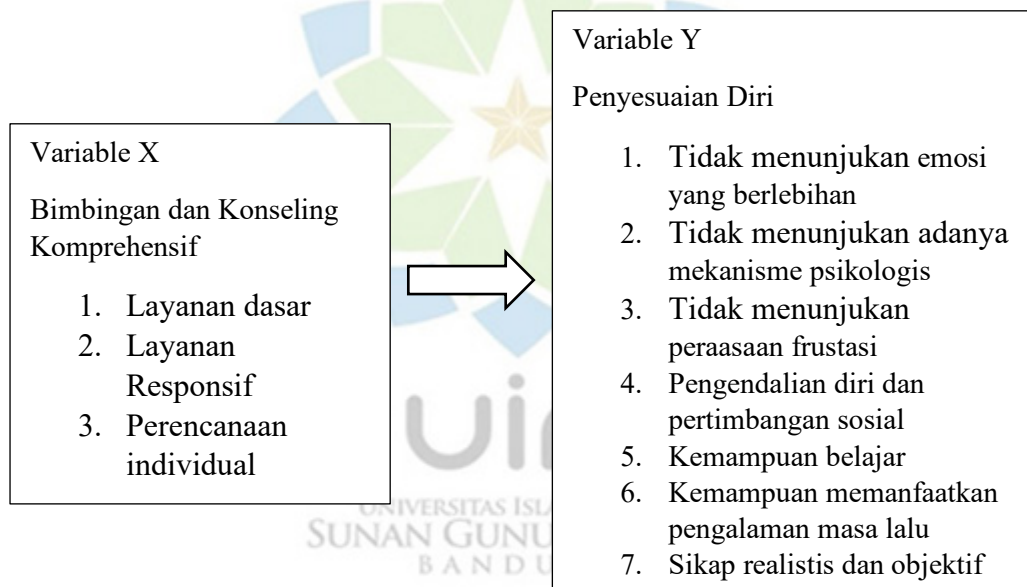 Variable X
Bimbingan dan Konseling
Komprehensif
1. Layanan dasar
2. Layanan
Responsif
3. Perencanaan
individual
Variable Y
Penyesuaian Diri
1. Tidak menunjukan emosi
yang berlebihan
2. Tidak menunjukan adanya
mekanisme psikologis
3. Tidak menunjukan
peraasaan frustasi
4. Pengendalian diri dan
pertimbangan sosial
5. Kemampuan belajar
6. Kemampuan memanfaatkan
pengalaman masa lalu
7. Sikap realistis dan objektif
UNIVERSITAS
SUNAN